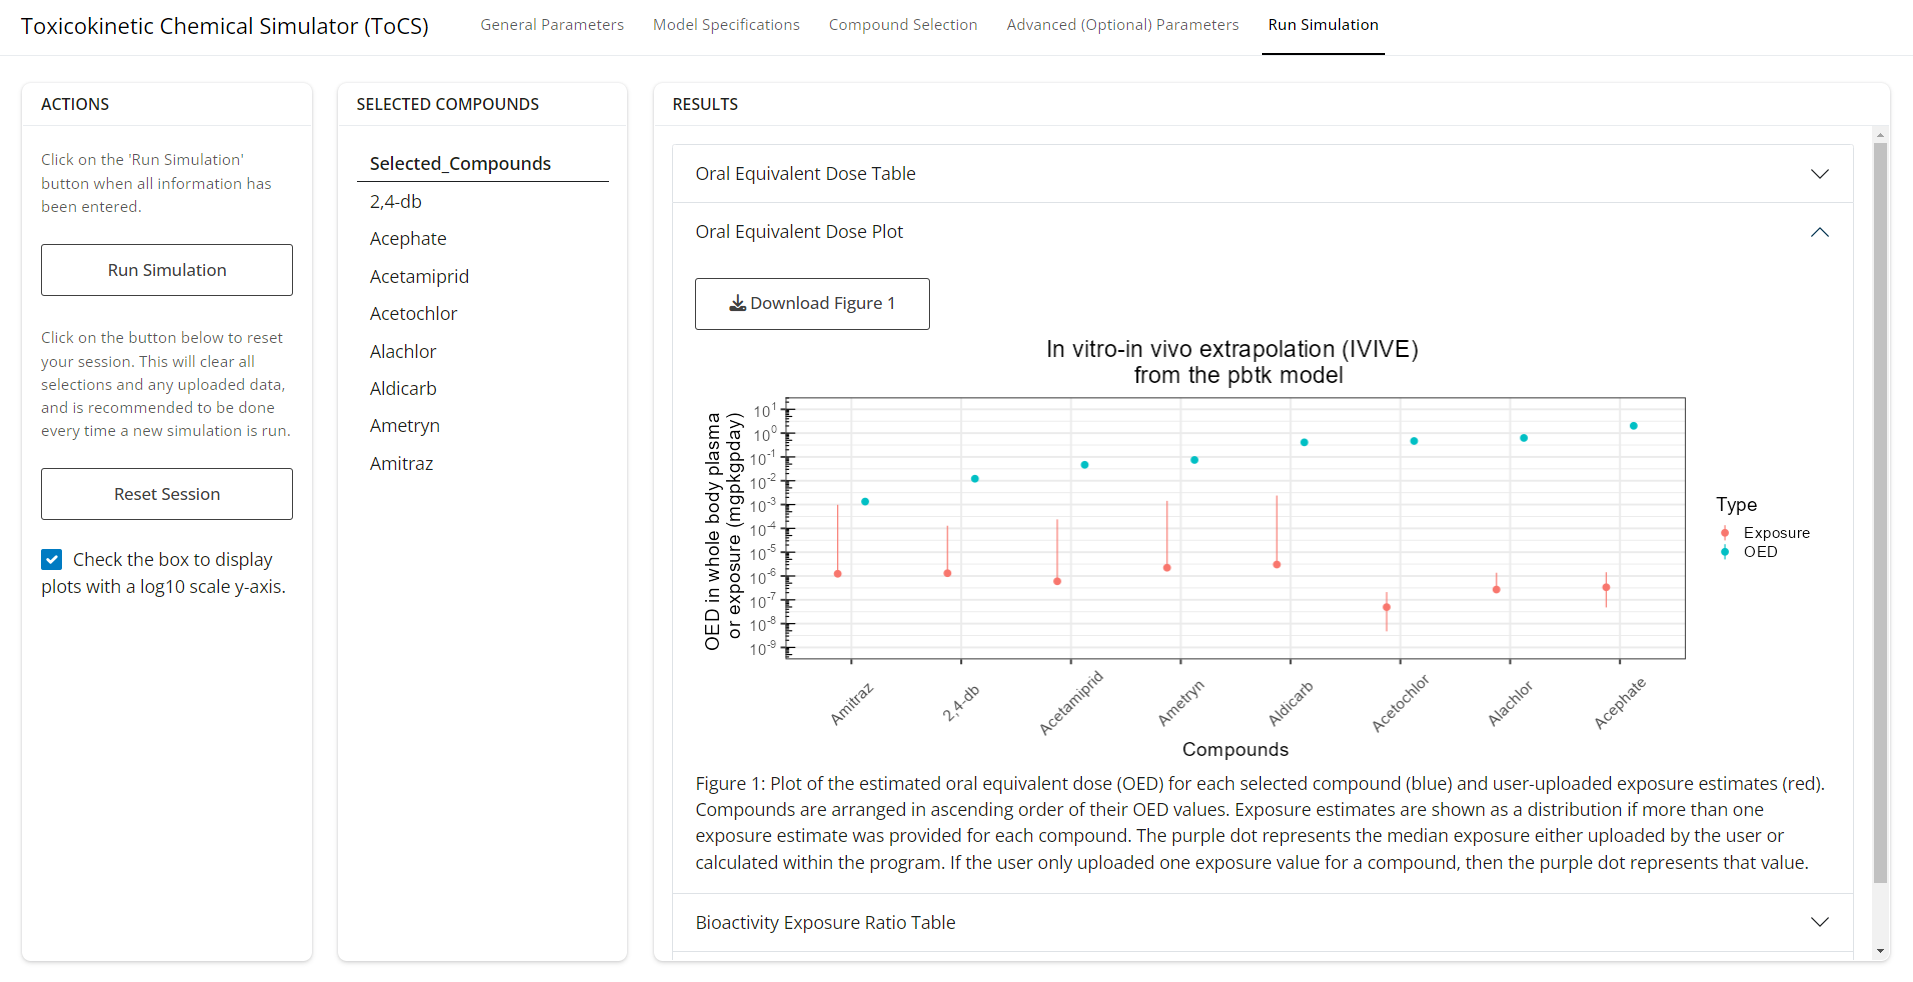 Toxicokinetic Chemical Simulator (ToCS)
General Parameters
Model Specifications
Compound Selection
Advanced (Optional) Parameters
Run Simulation
ACTIONS
Click on the 'Run Simulation'
button when all information has
been entered.
Run Simulation
Click on the button below to reset
your session. This will clear all
selections and any uploaded data,
and is recommended to be done
every time a new simulation is run.
Reset Session
Check the box to display
plots with a log10 scale y-axis.
SELECTED COMPOUNDS
Selected_Compounds
2,4-db
Acephate
Acetamiprid
Acetochlor
Alachlor
Aldicarb
Ametryn
Amitraz
RESULTS
Oral Equivalent Dose Table
Oral Equivalent Dose Plot
Download Figure 1
In vitro-in vivo extrapolation (IVIVE)
from the pbtk model
OED in whole body plasma
or exposure (mgpkgpday)
10^1
10^0
10^-1
10^-2
10^-3
10^-4
10^-5
10^-6
10^-7
10^-8
10^-9
Amitraz
2,4-db
Acetamiprid
Ametryn
Aldicarb
Acetochlor
Alachlor
Acephate
Compounds
Type
Exposure
OED
Figure 1: Plot of the estimated oral equivalent dose (OED) for each selected compound (blue) and user-uploaded exposure estimates (red).
Compounds are arranged in ascending order of their OED values. Exposure estimates are shown as a distribution if more than one
exposure estimate was provided for each compound. The purple dot represents the median exposure either uploaded by the user or
calculated within the program. If the user only uploaded one exposure value for a compound, then the purple dot represents that value.
Bioactivity Exposure Ratio Table